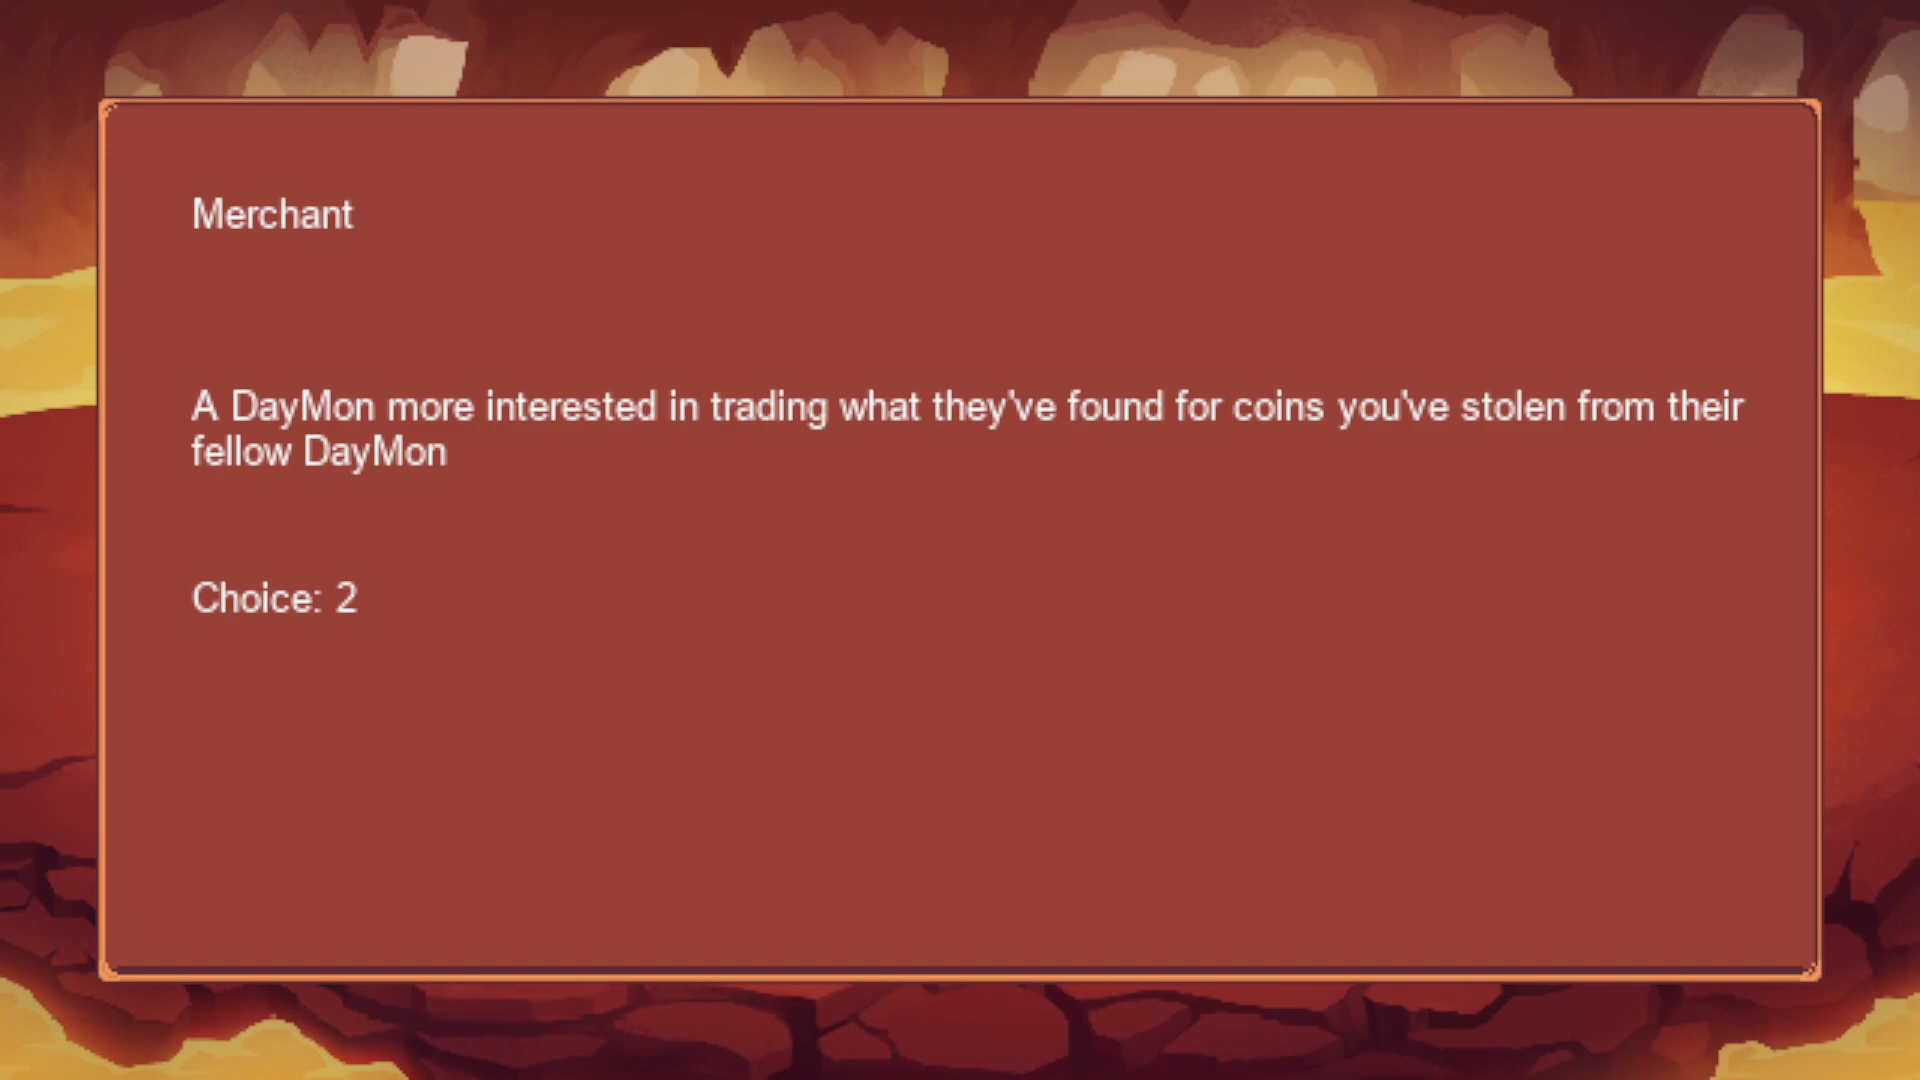 Merchant
A DayMon more interested in trading what they've found for coins you've stolen from their
fellow DayMon
Choice: 2